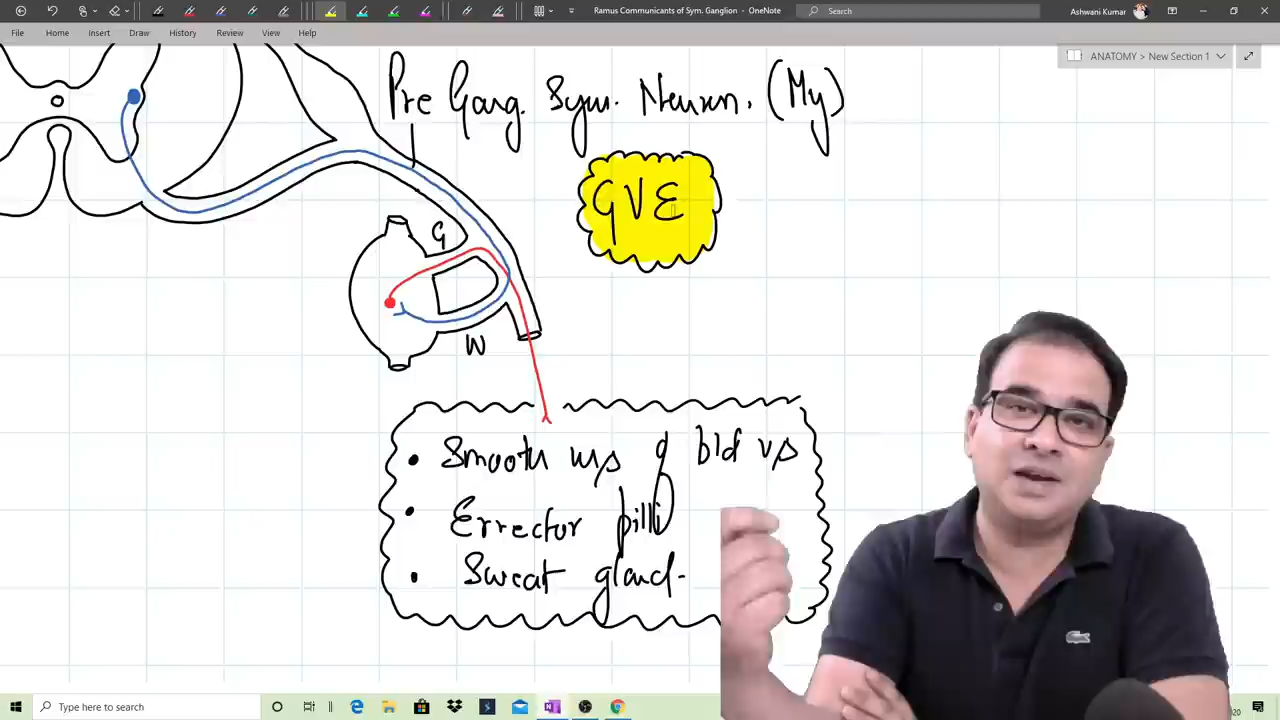 Ramus Communicants of Sym. Ganglion - OneNote
Search
Ashwani Kumar
File Home Insert Draw History Review View Help
ANATOMY > New Section 1
Pre Gang. Sym. Neuron. (My)
GVE
G
W
• Smooth ms of bld vs
• Errector pilli
• Sweat gland.
Type here to search
20